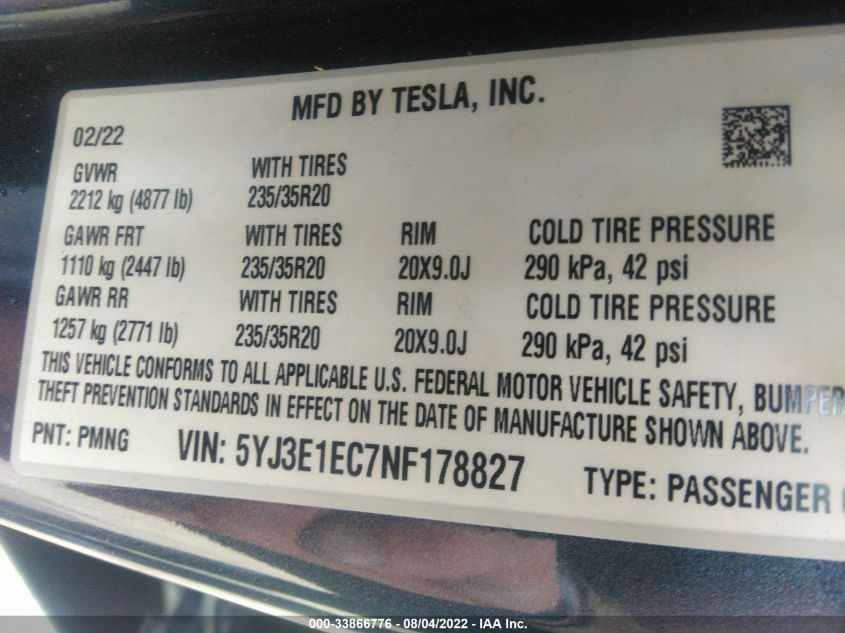 MFD BY TESLA, INC.
02/22
GVWR WITH TIRES
2212 kg (4877 lb) 235/35R20
GAWR FRT WITH TIRES RIM COLD TIRE PRESSURE
1110 kg (2447 lb) 235/35R20 20X9.0J 290 kPa, 42 psi
GAWR RR WITH TIRES RIM COLD TIRE PRESSURE
1257 kg (2771 lb) 235/35R20 20X9.0J 290 kPa, 42 psi
THIS VEHICLE CONFORMS TO ALL APPLICABLE U.S. FEDERAL MOTOR VEHICLE SAFETY, BUMPER
THEFT PREVENTION STANDARDS IN EFFECT ON THE DATE OF MANUFACTURE SHOWN ABOVE.
PNT: PMNG VIN: 5YJ3E1EC7NF178827 TYPE: PASSENGER
000-33866776 - 08/04/2022 - IAA Inc.